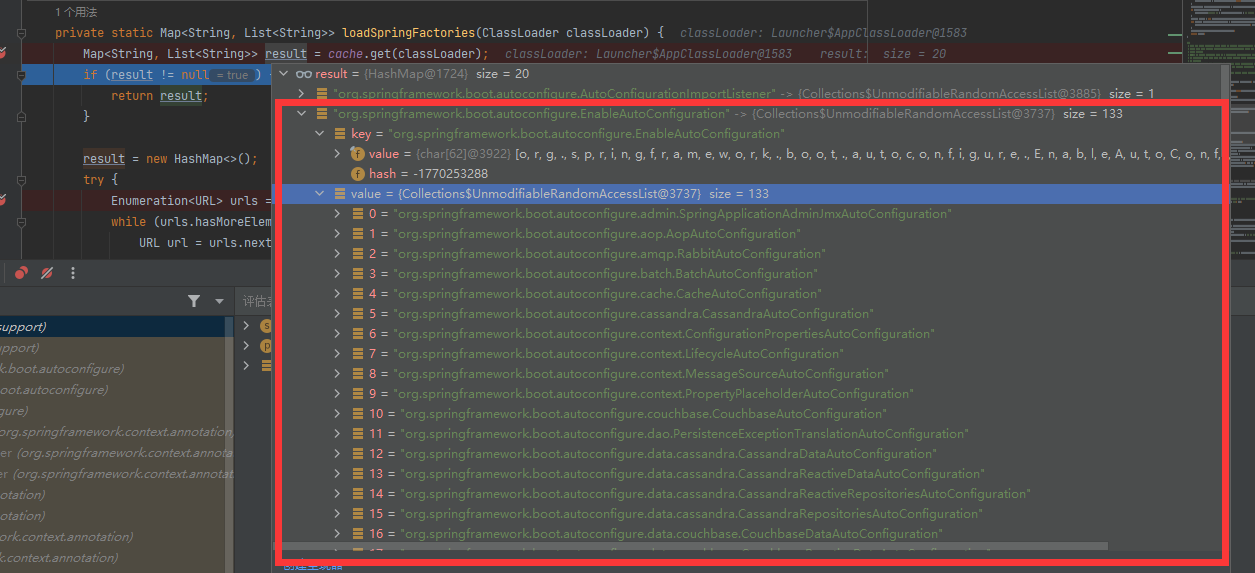 1 个用法
private static Map<String, List<String>> loadSpringFactories(ClassLoader classLoader) {  classLoader: Launcher$AppClassLoader@1583
Map<String, List<String>> result = cache.get(classLoader);  classLoader: Launcher$AppClassLoader@1583  result:  size = 20
if (result != null = true ) {
return result;
}
result = new HashMap<>();
try {
Enumeration<URL> urls =
while (urls.hasMoreElem
URL url = urls.next
result = {HashMap@1724}  size = 20
"org.springframework.boot.autoconfigure.AutoConfigurationImportListener" -> {Collections$UnmodifiableRandomAccessList@3885}  size = 1
"org.springframework.boot.autoconfigure.EnableAutoConfiguration" -> {Collections$UnmodifiableRandomAccessList@3737}  size = 133
key = "org.springframework.boot.autoconfigure.EnableAutoConfiguration"
value = {char[62]@3922} [o, r, g, ., s, p, r, i, n, g, f, r, a, m, e, w, o, r, k, ., b, o, o, t, ., a, u, t, o, c, o, n, f, i, g, u, r, e, ., E, n, a, b, l, e, A, u, t, o, C, o, n, f,
hash = -1770253288
value = {Collections$UnmodifiableRandomAccessList@3737}  size = 133
0 = "org.springframework.boot.autoconfigure.admin.SpringApplicationAdminJmxAutoConfiguration"
1 = "org.springframework.boot.autoconfigure.aop.AopAutoConfiguration"
2 = "org.springframework.boot.autoconfigure.amqp.RabbitAutoConfiguration"
3 = "org.springframework.boot.autoconfigure.batch.BatchAutoConfiguration"
4 = "org.springframework.boot.autoconfigure.cache.CacheAutoConfiguration"
5 = "org.springframework.boot.autoconfigure.cassandra.CassandraAutoConfiguration"
6 = "org.springframework.boot.autoconfigure.context.ConfigurationPropertiesAutoConfiguration"
7 = "org.springframework.boot.autoconfigure.context.LifecycleAutoConfiguration"
8 = "org.springframework.boot.autoconfigure.context.MessageSourceAutoConfiguration"
9 = "org.springframework.boot.autoconfigure.context.PropertyPlaceholderAutoConfiguration"
10 = "org.springframework.boot.autoconfigure.couchbase.CouchbaseAutoConfiguration"
11 = "org.springframework.boot.autoconfigure.dao.PersistenceExceptionTranslationAutoConfiguration"
12 = "org.springframework.boot.autoconfigure.data.cassandra.CassandraDataAutoConfiguration"
13 = "org.springframework.boot.autoconfigure.data.cassandra.CassandraReactiveDataAutoConfiguration"
14 = "org.springframework.boot.autoconfigure.data.cassandra.CassandraReactiveRepositoriesAutoConfiguration"
15 = "org.springframework.boot.autoconfigure.data.cassandra.CassandraRepositoriesAutoConfiguration"
16 = "org.springframework.boot.autoconfigure.data.couchbase.CouchbaseDataAutoConfiguration"
评估
support)
pport)
k.boot.autoconfigure)
oot.autoconfigure)
gure)
org.springframework.context.annotation,
er (org.springframework.context.annota
er (org.springframework.context.annotat
notation)
notation)
ork.context.annotation)
k.context.annotation)